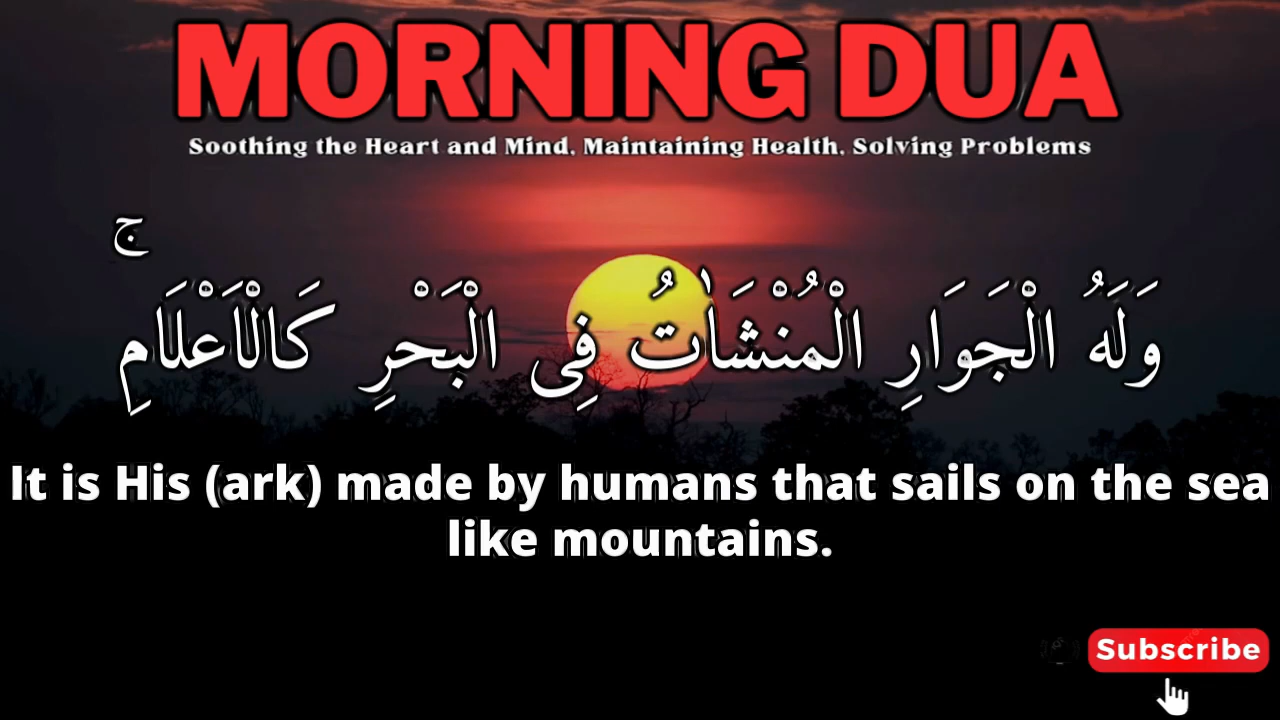 MORNING DUA
Soothing the Heart and Mind, Maintaining Health, Solving Problems
وَلَهُ الْجَوَارِ الْمُنْشَاٰتُ فِى الْبَحْرِ كَالْاَعْلَامِۚ
It is His (ark) made by humans that sails on the sea
like mountains.
Subscribe